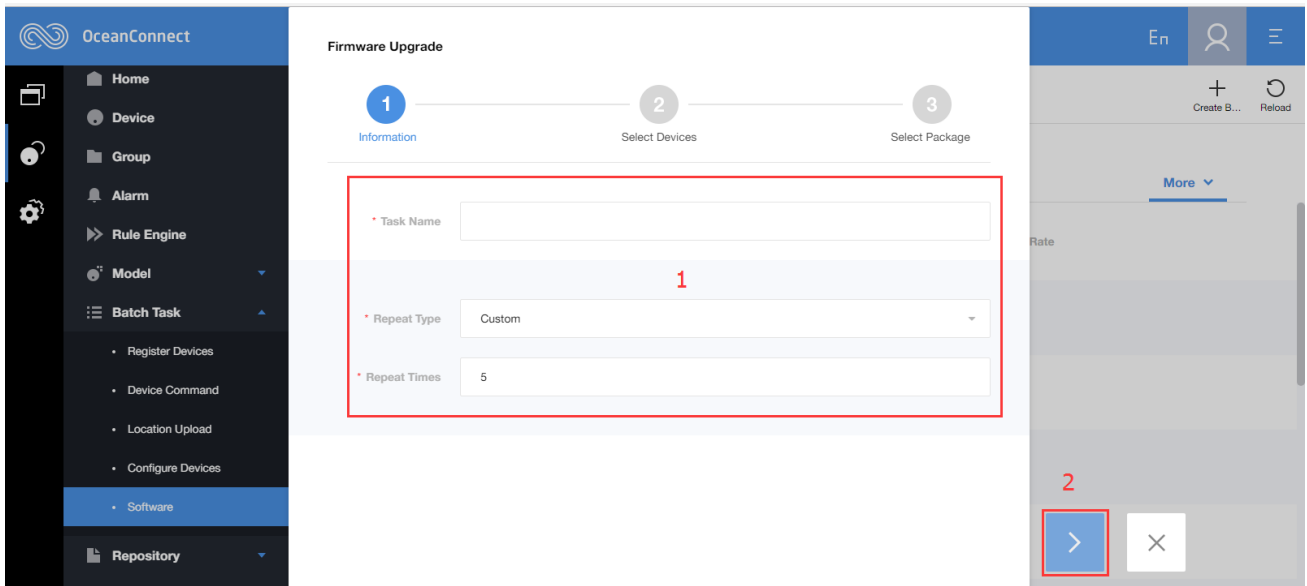 OceanConnect
Home
Device
Group
Alarm
Rule Engine
Model
Batch Task
Register Devices
Device Command
Location Upload
Configure Devices
Software
Repository
Firmware Upgrade
1
2
3
Information
Select Devices
Select Package
* Task Name
1
* Repeat Type
Custom
* Repeat Times
5
En
Create B...
Reload
More
Rate
2